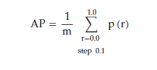 1.0
AP = 1/m ∑ p (r)
r=0.0
step 0.1